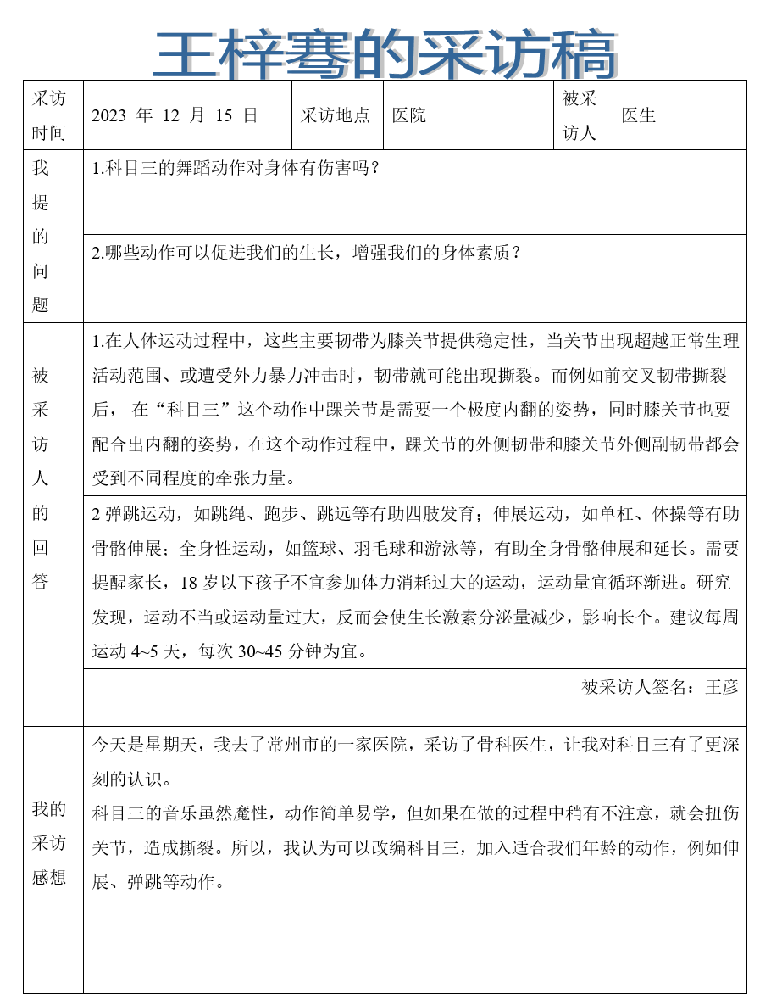 王梓骞的采访稿
采访时间
2023 年 12 月 15 日
采访地点
医院
被采访人
医生
我提的问题
1.科目三的舞蹈动作对身体有伤害吗？
2.哪些动作可以促进我们的生长，增强我们的身体素质？
被采访人的回答
1.在人体运动过程中，这些主要韧带为膝关节提供稳定性，当关节出现超越正常生理
活动范围、或遭受外力暴力冲击时，韧带就可能出现撕裂。而例如前交叉韧带撕裂
后， 在“科目三”这个动作中踝关节是需要一个极度内翻的姿势，同时膝关节也要
配合出内翻的姿势，在这个动作过程中，踝关节的外侧韧带和膝关节外侧副韧带都会
受到不同程度的牵张力量。
2 弹跳运动，如跳绳、跑步、跳远等有助四肢发育；伸展运动，如单杠、体操等有助
骨骼伸展；全身性运动，如篮球、羽毛球和游泳等，有助全身骨骼伸展和延长。需要
提醒家长，18 岁以下孩子不宜参加体力消耗过大的运动，运动量宜循环渐进。研究
发现，运动不当或运动量过大，反而会使生长激素分泌量减少，影响长个。建议每周
运动 4~5 天，每次 30~45 分钟为宜。
被采访人签名：王彦
我的采访感想
今天是星期天，我去了常州市的一家医院，采访了骨科医生，让我对科目三有了更深
刻的认识。
科目三的音乐虽然魔性，动作简单易学，但如果在做的过程中稍有不注意，就会扭伤
关节，造成撕裂。所以，我认为可以改编科目三，加入适合我们年龄的动作，例如伸
展、弹跳等动作。